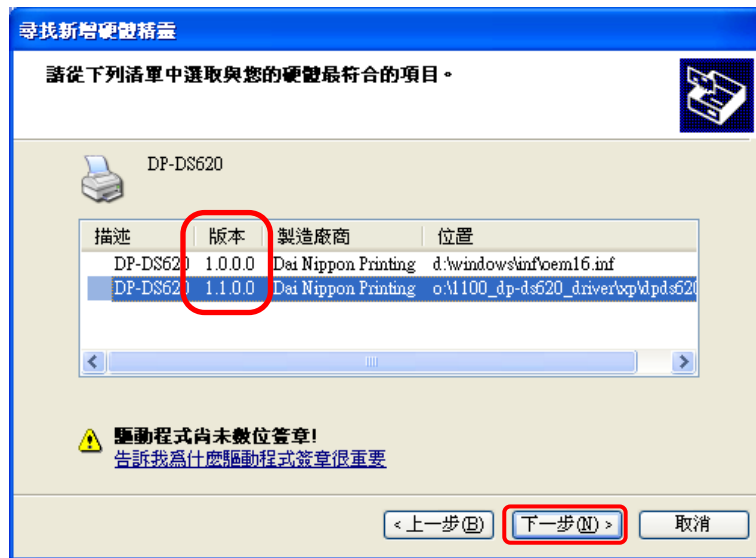 尋找新增硬體精靈
請從下列清單中選取與您的硬體最符合的項目。
DP-DS620
描述 版本 製造廠商 位置
DP-DS620 1.0.0.0 Dai Nippon Printing d:\windows\inf\oem16.inf
DP-DS620 1.1.0.0 Dai Nippon Printing o:\1100_dp-ds620_driver\xp\dpds620
驅動程式尚未數位簽章!
告訴我為什麼驅動程式簽章很重要
<上一步(B) 下一步(N)> 取消